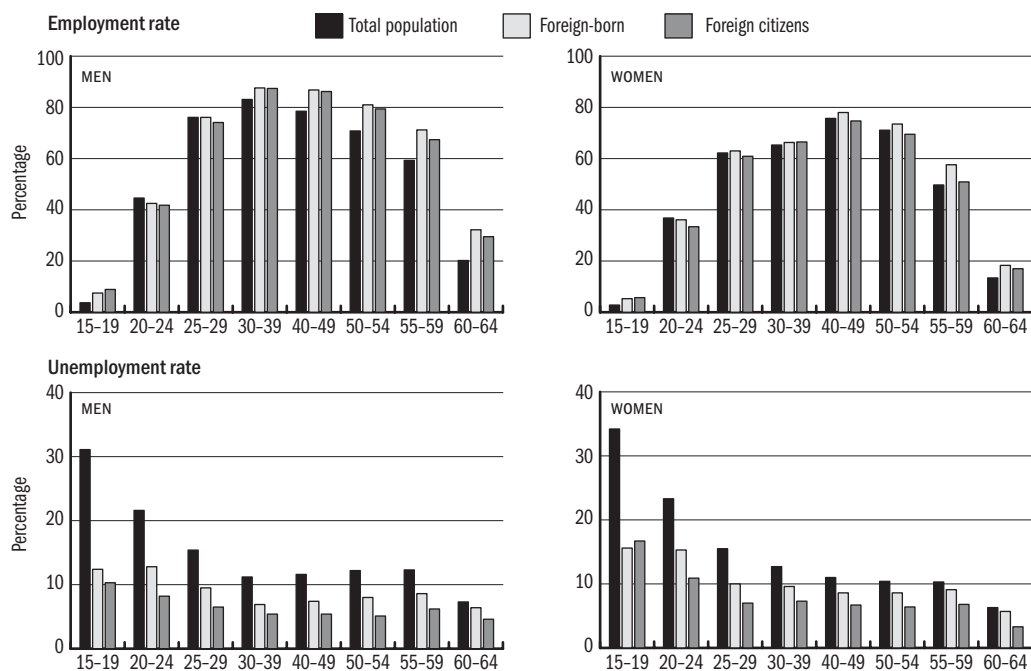 Employment rate
Total population Foreign-born Foreign citizens
MEN
Percentage
100
80
60
40
20
0
15–19 20–24 25–29 30–39 40–49 50–54 55–59 60–64
WOMEN
100
80
60
40
20
0
15–19 20–24 25–29 30–39 40–49 50–54 55–59 60–64
Unemployment rate
MEN
Percentage
40
30
20
10
0
15–19 20–24 25–29 30–39 40–49 50–54 55–59 60–64
WOMEN
40
30
20
10
0
15–19 20–24 25–29 30–39 40–49 50–54 55–59 60–64